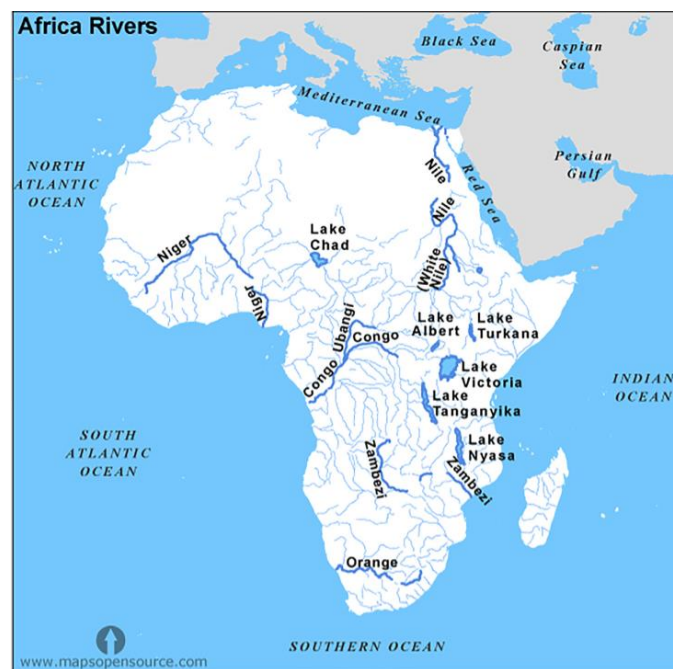 Africa Rivers
Black Sea
Caspian
Sea
Mediterranean Sea
NORTH
ATLANTIC
OCEAN
Persian
Gulf
Nile
Red Sea
Nile
Niger
Lake
Chad
(White
Nile)
Niger
Ubangi
Lake
Albert
Lake
Turkana
Congo
Congo
Lake
Victoria
INDIAN
OCEAN
Lake
Tanganyika
SOUTH
ATLANTIC
OCEAN
Lake
Nyasa
Zambezi
Zambezi
Orange
SOUTHERN OCEAN
www.mapsopensource.com